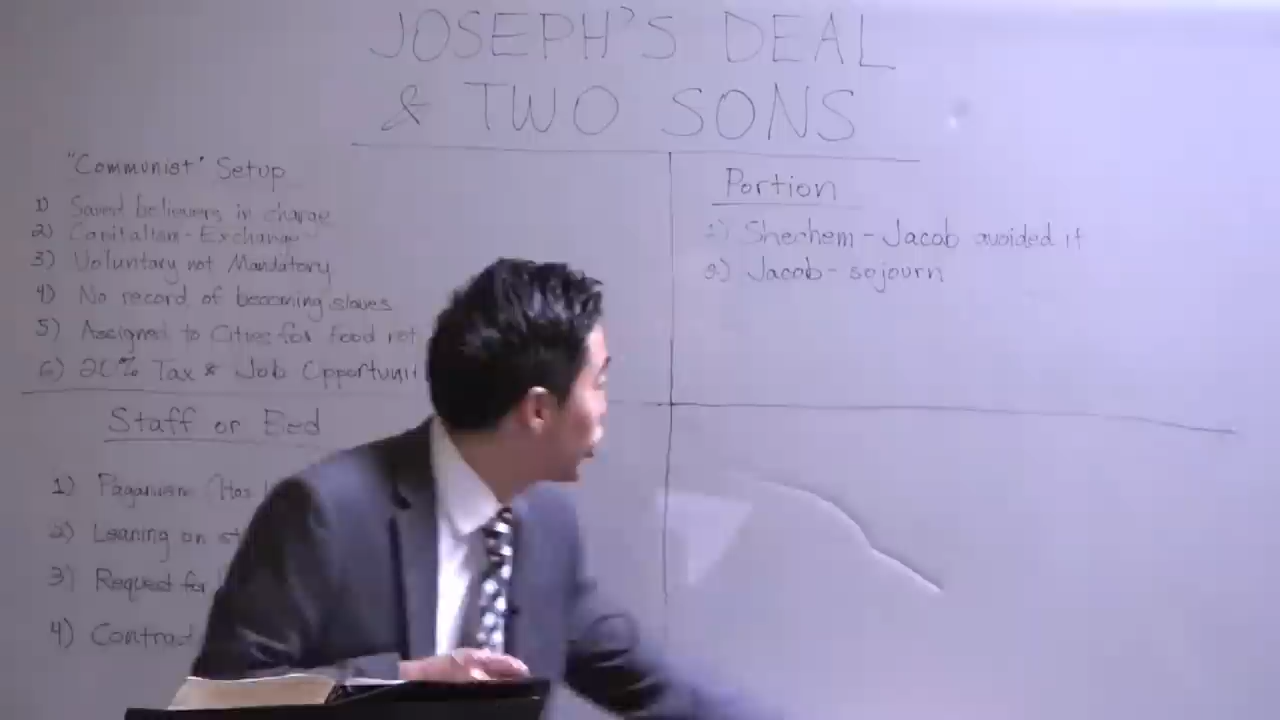 JOSEPH'S DEAL
& TWO SONS
"Communist" Setup
1) Saved believers in charge
2) Capitalism - Exchange
3) Voluntary not Mandatory
4) No record of becoming slaves
5) Assigned to Cities for food
6) 20% Tax & Job Opportunit
Staff or Bed
1) Paganism
2) Leaning on st
3) Request for
4) Contrad
Portion
1) Shechem - Jacob avoided it
2) Jacob - sojourn